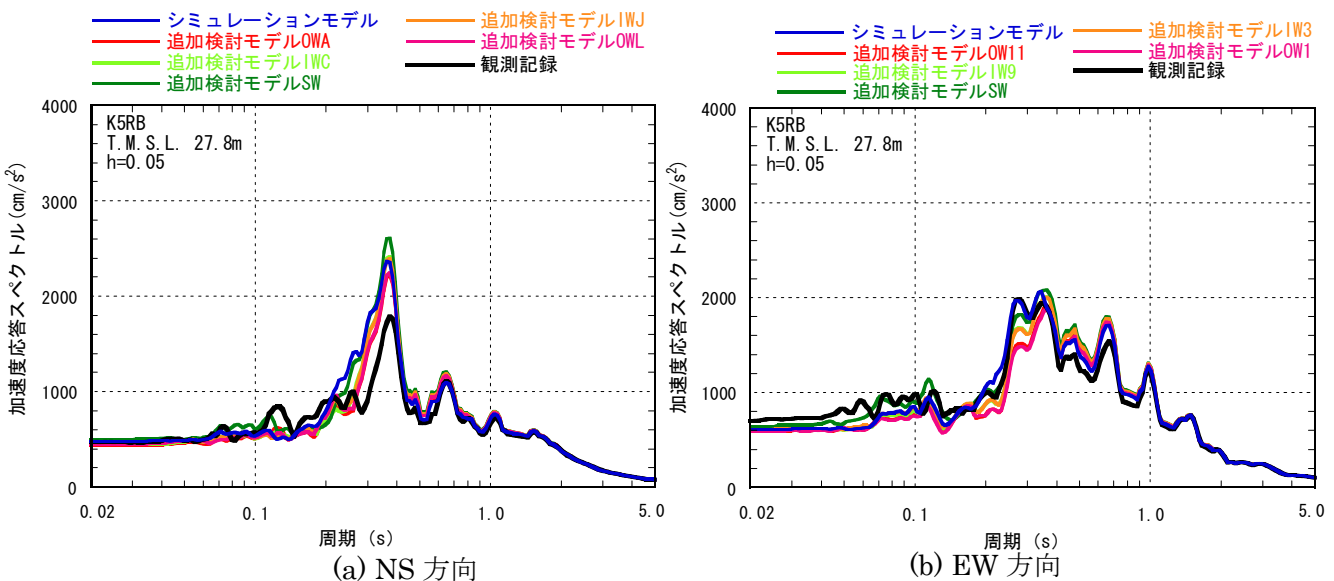 シミュレーションモデル
追加検討モデルOWA
追加検討モデルIWC
追加検討モデルSW
追加検討モデルIWJ
追加検討モデルOWL
観測記録
4000
3000
2000
1000
0
加速度応答スペクトル(cm/s²)
K5RB
T.M.S.L. 27.8m
h=0.05
0.02
0.1
1.0
5.0
周期 (s)
(a) NS 方向
シミュレーションモデル
追加検討モデルOW11
追加検討モデルIW9
追加検討モデルSW
追加検討モデルIW3
追加検討モデルOW1
観測記録
4000
3000
2000
1000
0
加速度応答スペクトル(cm/s²)
K5RB
T.M.S.L. 27.8m
h=0.05
0.02
0.1
1.0
5.0
周期 (s)
(b) EW 方向